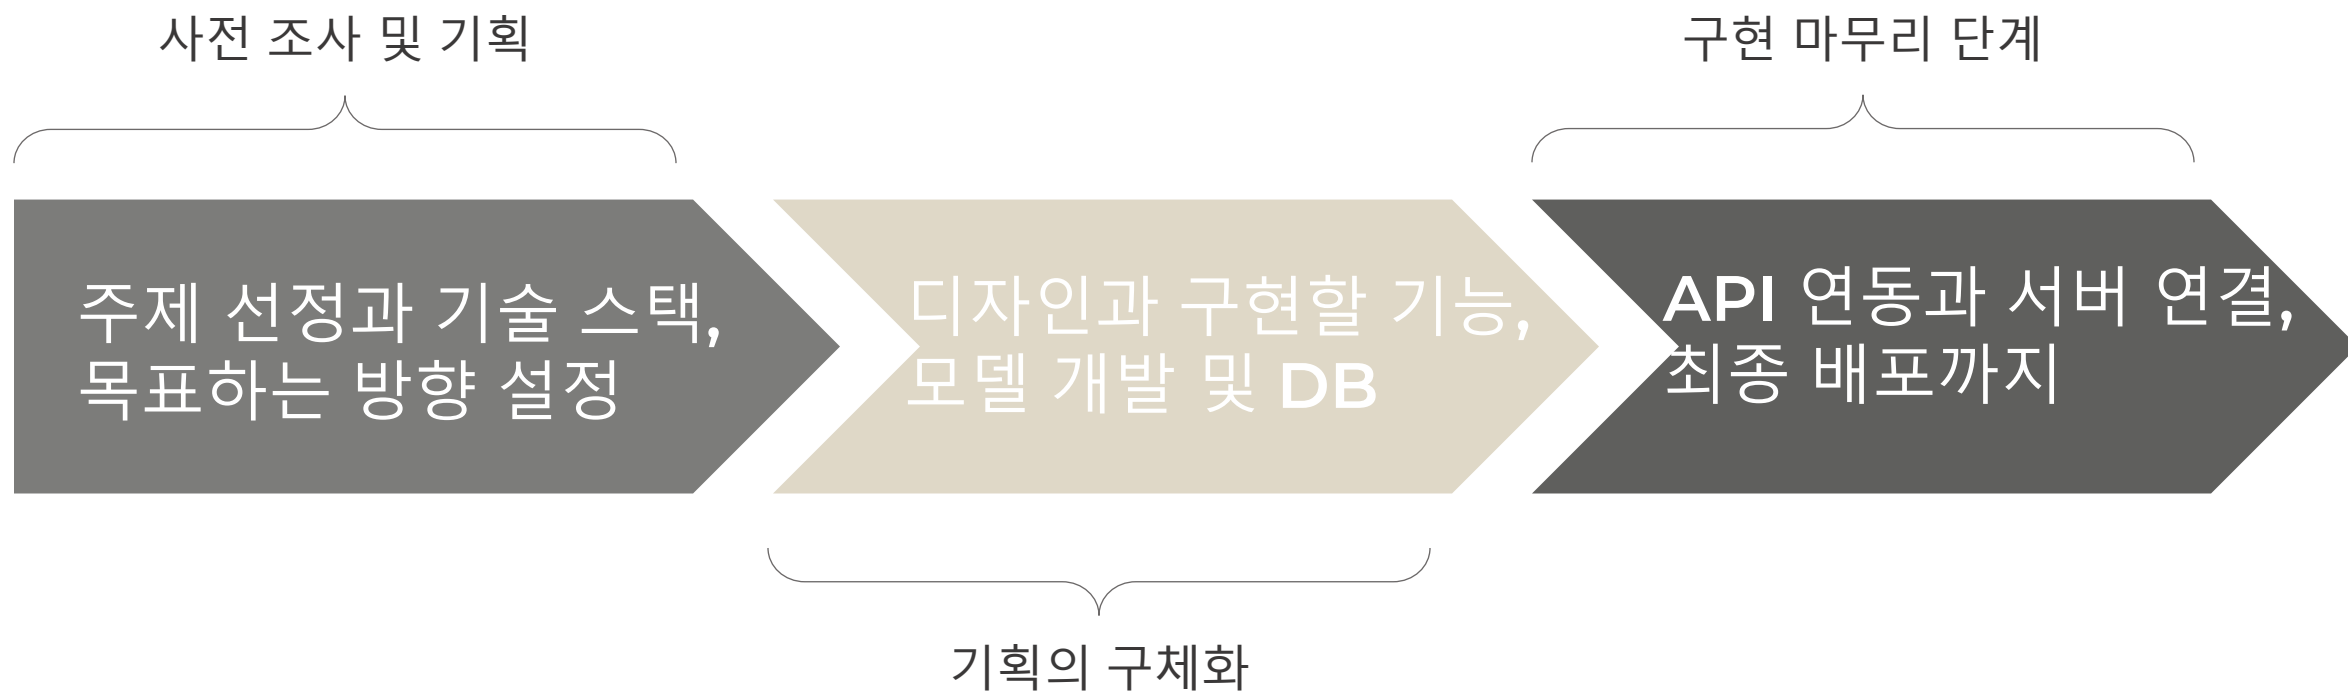 사전 조사 및 기획
구현 마무리 단계
주제 선정과 기술 스택,
목표하는 방향 설정
디자인과 구현할 기능,
모델 개발 및 DB
API 연동과 서버 연결,
최종 배포까지
기획의 구체화